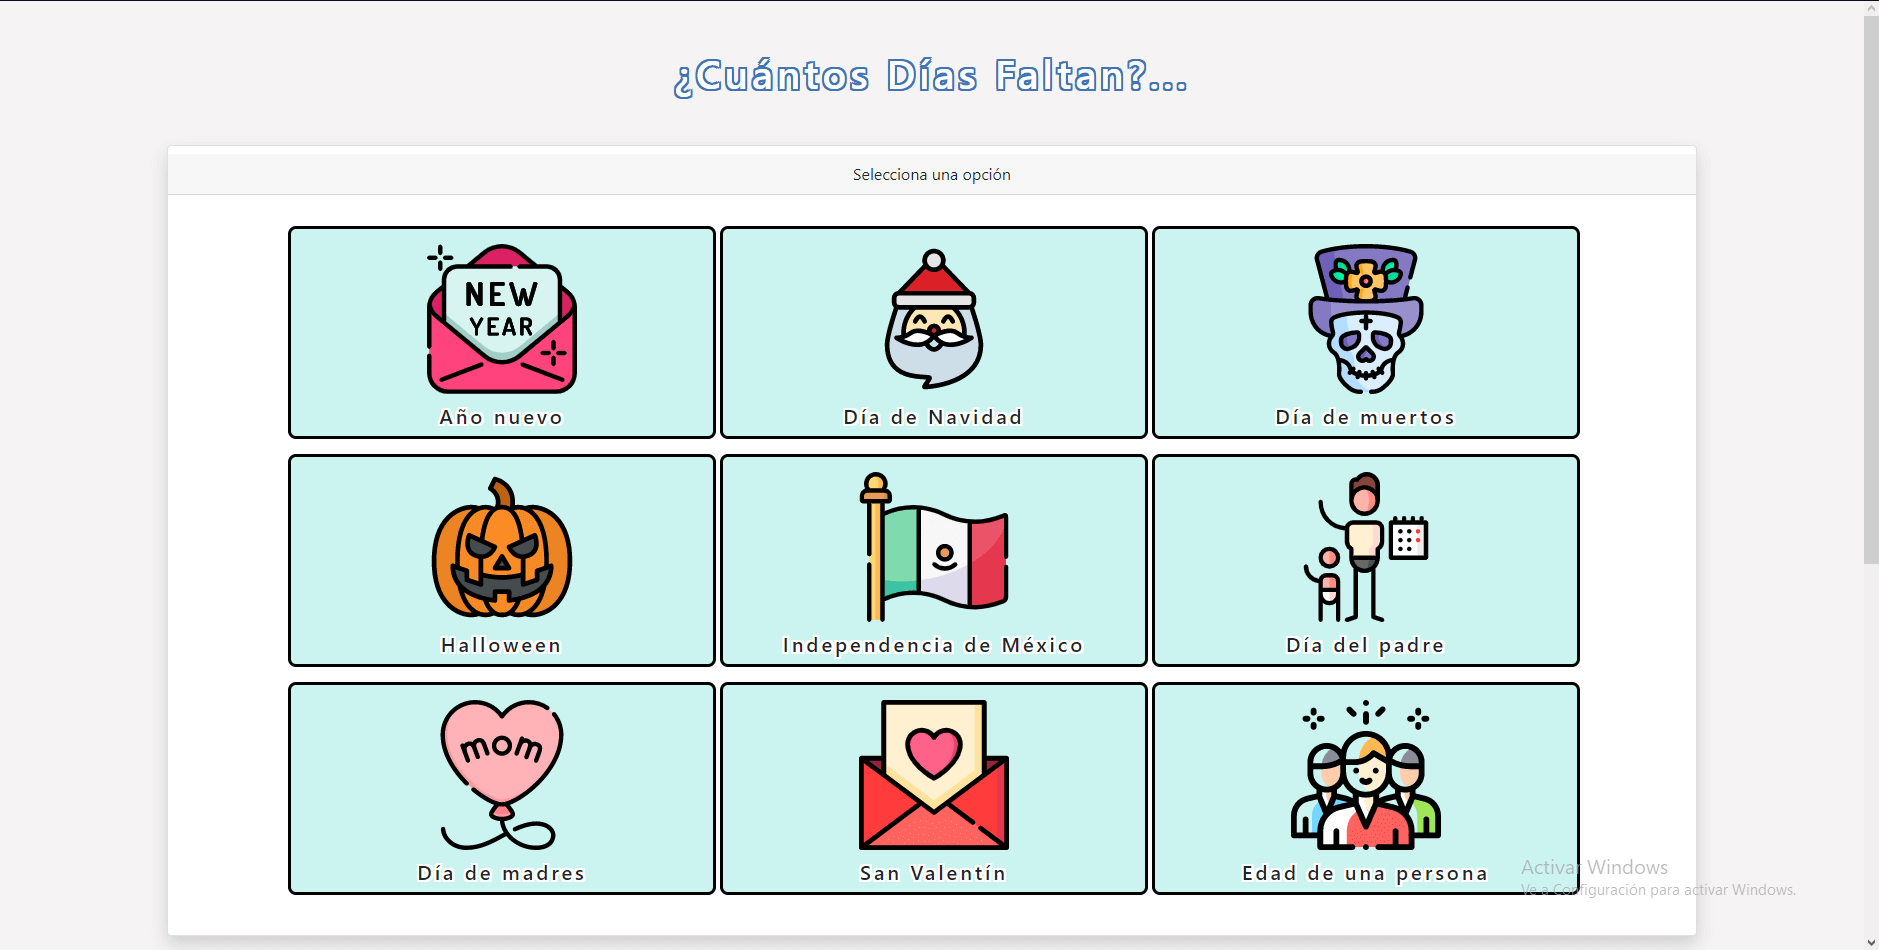 ¿Cuántos Días Faltan?...
Selecciona una opción
NEW
YEAR
Año nuevo
Día de Navidad
Día de muertos
Halloween
Independencia de México
Día del padre
mom
Día de madres
San Valentín
Edad de una persona
Activar Windows
Ve a Configuración para activar Windows.